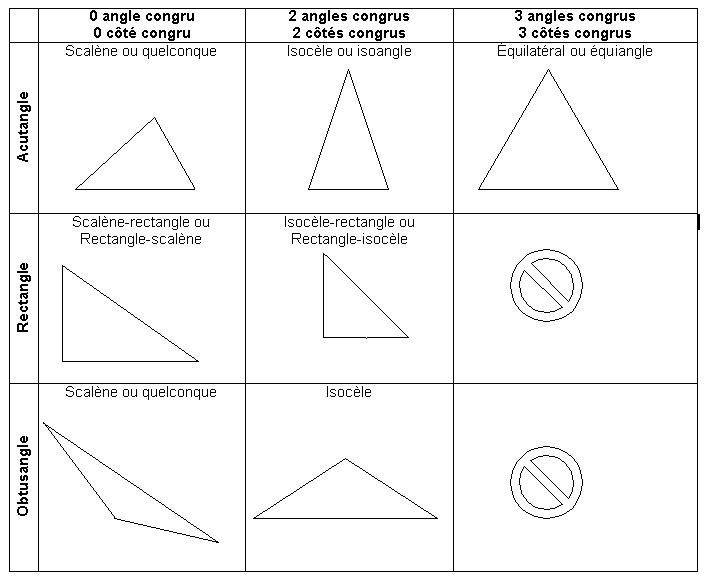 0 angle congru
0 côté congru
2 angles congrus
2 côtés congrus
3 angles congrus
3 côtés congrus
Acutangle
Scalène ou quelconque
Isocèle ou isoangle
Équilatéral ou équiangle
Rectangle
Scalène-rectangle ou
Rectangle-scalène
Isocèle-rectangle ou
Rectangle-isocèle
Obtusangle
Scalène ou quelconque
Isocèle